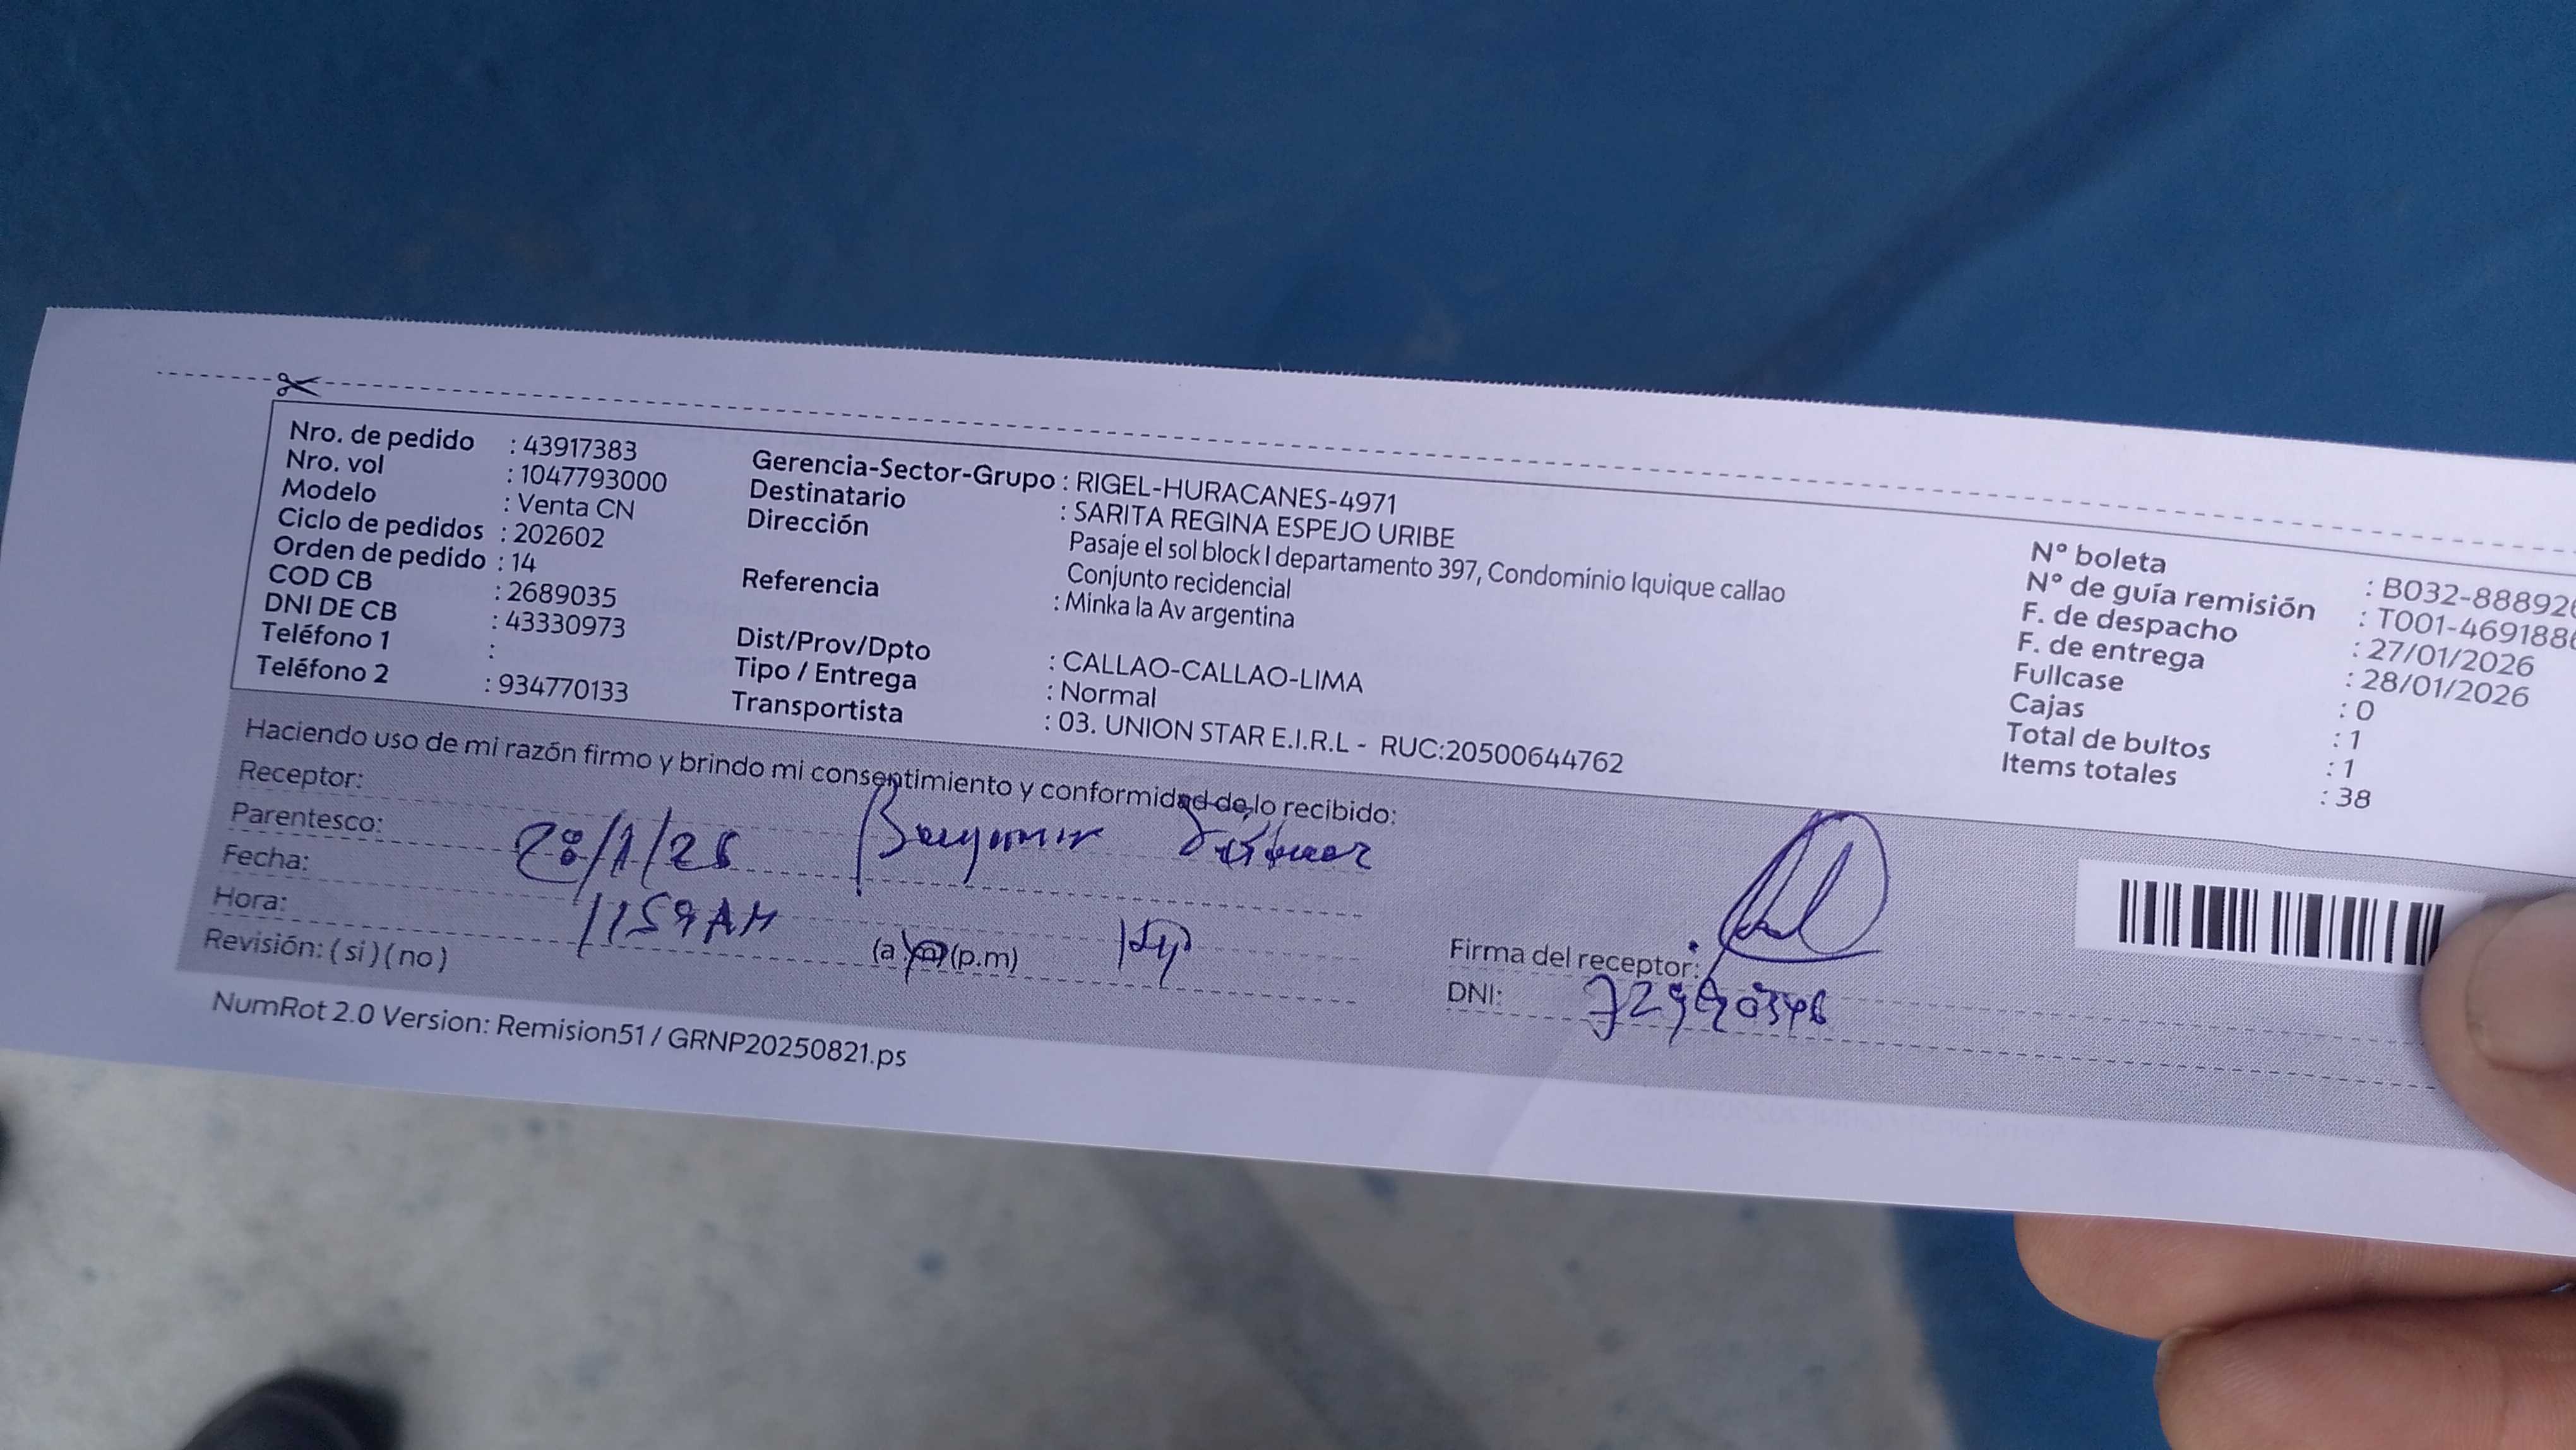 Nro. de pedido : 43917383
Nro. vol : 1047793000
Modelo : Venta CN
Ciclo de pedidos : 202602
Orden de pedido : 14
COD CB : 2689035
DNI DE CB : 43330973
Teléfono 1 :
Teléfono 2 : 934770133
Gerencia-Sector-Grupo : RIGEL-HURACANES-4971
Destinatario : SARITA REGINA ESPEJO URIBE
Dirección Pasaje el sol block I departamento 397, Condominio Iquique callao
Conjunto recidencial
Referencia : Minka la Av argentina
Dist/Prov/Dpto : CALLAO-CALLAO-LIMA
Tipo / Entrega : Normal
Transportista : 03. UNION STAR E.I.R.L - RUC:20500644762
N° boleta : B032-88892
N° de guía remisión : T001-469188
F. de despacho : 27/01/2026
F. de entrega : 28/01/2026
Fullcase : 0
Cajas : 1
Total de bultos : 1
Items totales : 38
Haciendo uso de mi razón firmo y brindo mi consentimiento y conformidad de lo recibido:
Receptor:
Parentesco: 28/1/26
Fecha:
Hora: 1159 AM (a.m) (p.m)
Revisión: ( si ) ( no )
Firma del receptor:
DNI:
NumRot 2.0 Version: Remision51 / GRNP20250821.ps